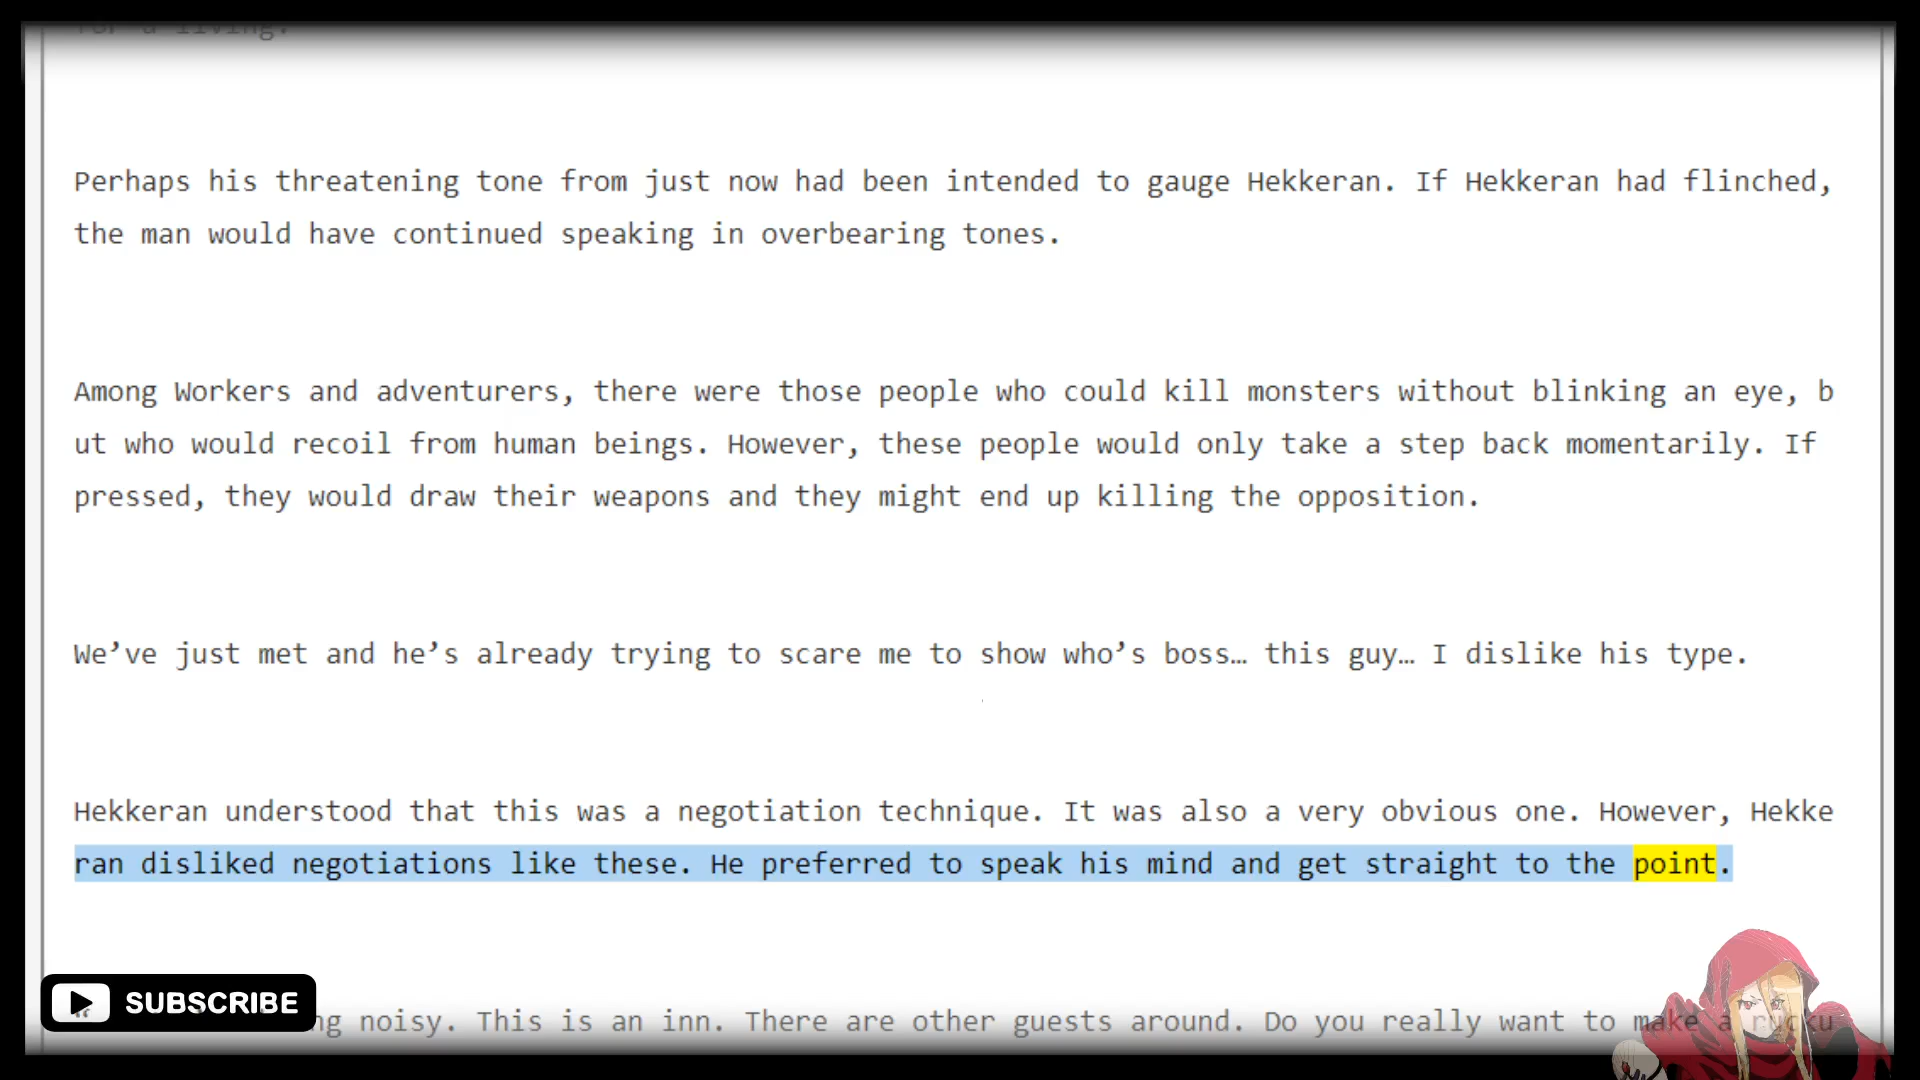 for a living.
Perhaps his threatening tone from just now had been intended to gauge Hekkeran. If Hekkeran had flinched,
the man would have continued speaking in overbearing tones.
Among Workers and adventurers, there were those people who could kill monsters without blinking an eye, b
ut who would recoil from human beings. However, these people would only take a step back momentarily. If
pressed, they would draw their weapons and they might end up killing the opposition.
We’ve just met and he’s already trying to scare me to show who’s boss… this guy… I dislike his type.
Hekkeran understood that this was a negotiation technique. It was also a very obvious one. However, Hekke
ran disliked negotiations like these. He preferred to speak his mind and get straight to the point.
SUBSCRIBE
ng noisy. This is an inn. There are other guests around. Do you really want to make a rucku